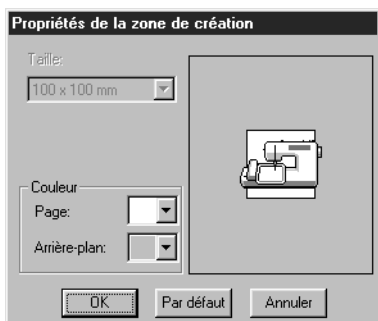 Propriétés de la zone de création
Taille:
100 x 100 mm
Couleur
Page:
Arrière-plan:
OK Par défaut Annuler